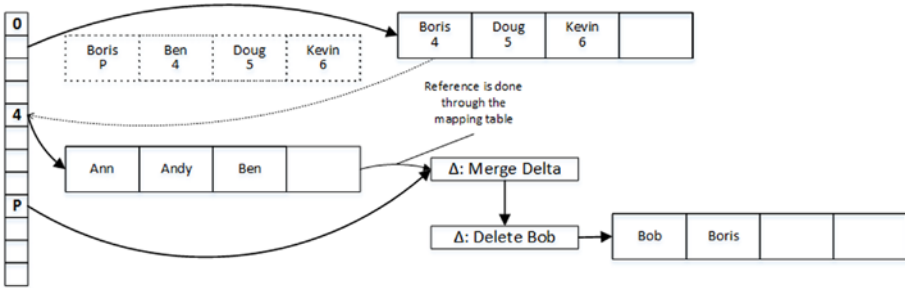 0
Boris Doug Kevin
4 5 6
Boris Ben Doug Kevin
P 4 5 6
Reference is done
through the
mapping table
4
Ann Andy Ben
Δ: Merge Delta
P
Δ: Delete Bob
Bob Boris